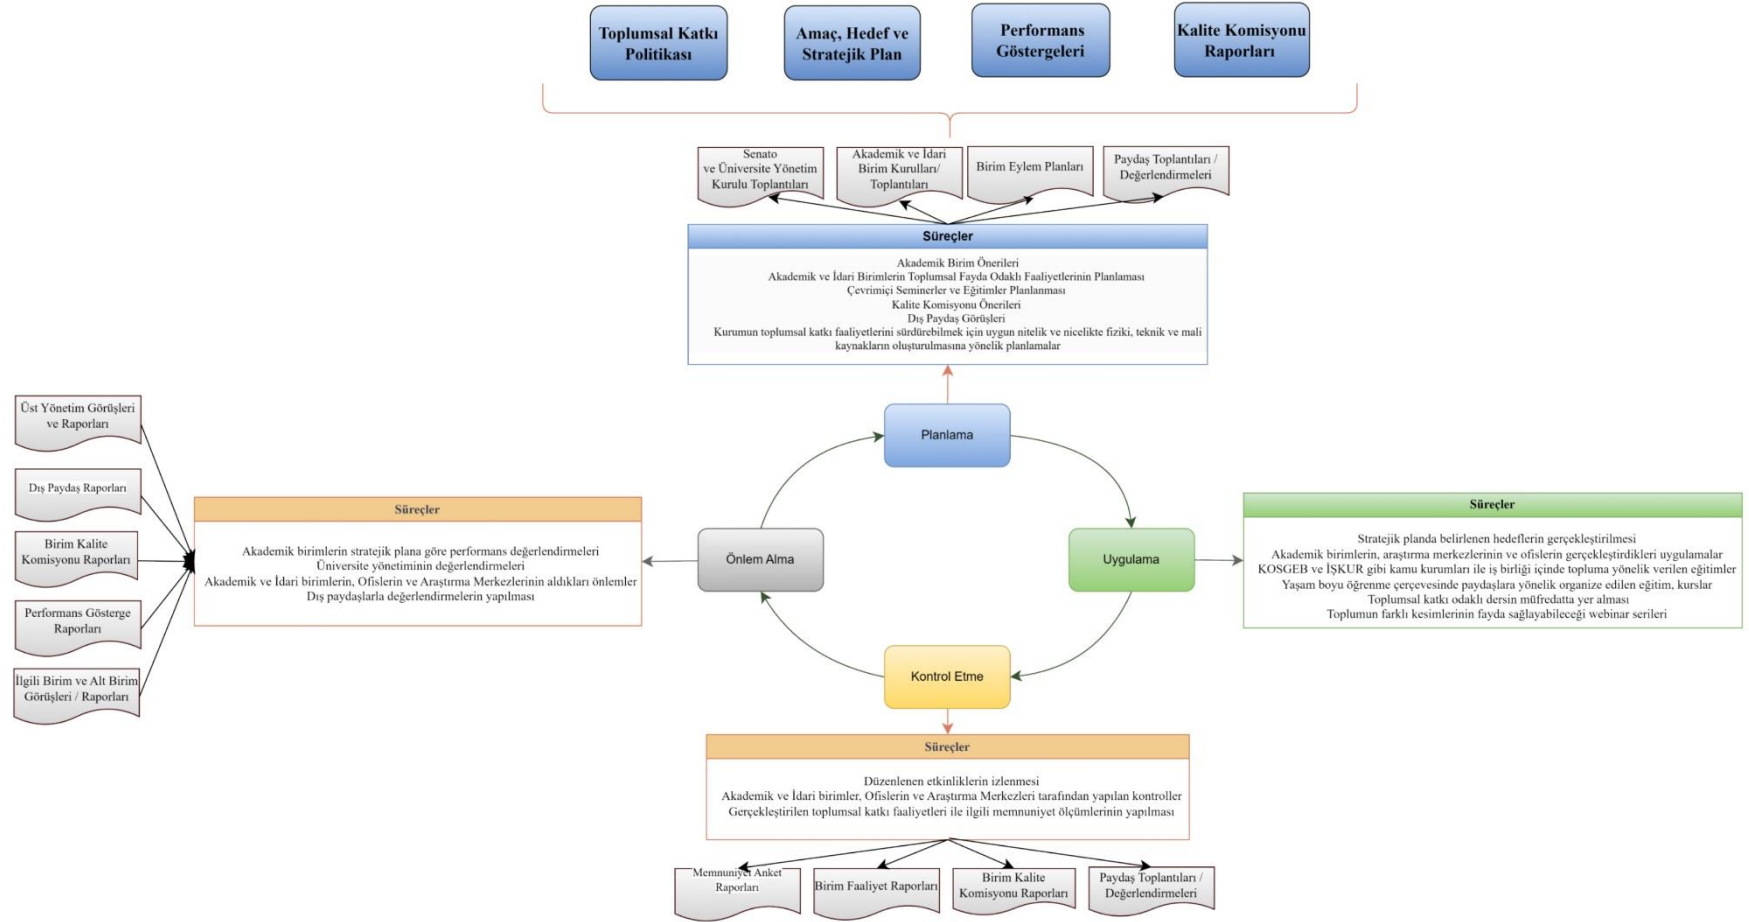 Toplumsal Katkı
Politikası
Amaç, Hedef ve
Stratejik Plan
Performans
Göstergeleri
Kalite Komisyonu
Raporları
Senato
ve Üniversite Yönetim
Kurulu Toplantıları
Akademik ve İdari
Birim Kurulları/
Toplantıları
Birim Eylem Planları
Paydaş Toplantıları /
Değerlendirmeleri
Süreçler
Akademik Birim Önerileri
Akademik ve İdari Birimlerin Toplumsal Fayda Odaklı Faaliyetlerinin Planlaması
Çevrimiçi Seminerler ve Eğitimler Planlanması
Kalite Komisyonu Önerileri
Dış Paydaş Görüşleri
Kurumun toplumsal katkı faaliyetlerini sürdürebilmek için uygun nitelik ve nicelikte fiziki, teknik ve mali
kaynakların oluşturulmasına yönelik planlamalar
Üst Yönetim Görüşleri
ve Raporları
Dış Paydaş Raporları
Birim Kalite
Komisyonu Raporları
Performans Gösterge
Raporları
İlgili Birim ve Alt Birim
Görüşleri / Raporları
Süreçler
Akademik birimlerin stratejik plana göre performans değerlendirmeleri
Üniversite yönetiminin değerlendirmeleri
Akademik ve İdari birimlerin, Ofislerin ve Araştırma Merkezlerinin aldıkları önlemler
Dış paydaşlarla değerlendirmelerin yapılması
Planlama
Önlem Alma
Uygulama
Kontrol Etme
Süreçler
Stratejik planda belirlenen hedeflerin gerçekleştirilmesi
Akademik birimlerin, araştırma merkezlerinin ve ofislerin gerçekleştirdikleri uygulamalar
KOSGEB ve İŞKUR gibi kamu kurumları ile iş birliği içinde topluma yönelik verilen eğitimler
Yaşam boyu öğrenme çerçevesinde paydaşlara yönelik organize edilen eğitim, kurslar
Toplumsal katkı odaklı dersin müfredatta yer alması
Toplumun farklı kesimlerinin fayda sağlayabileceği webinar serileri
Süreçler
Düzenlenen etkinliklerin izlenmesi
Akademik ve İdari birimler, Ofislerin ve Araştırma Merkezleri tarafından yapılan kontroller
Gerçekleştirilen toplumsal katkı faaliyetleri ile ilgili memnuniyet ölçümlerinin yapılması
Memnuniyet Anket
Raporları
Birim Faaliyet Raporları
Birim Kalite
Komisyonu Raporları
Paydaş Toplantıları /
Değerlendirmeleri